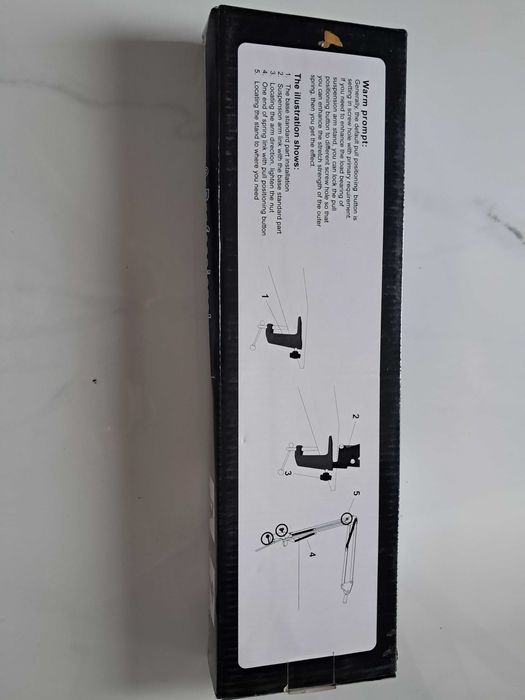 Warm prompt:
Generally, the default pull positioning button is
setting in screw hole with primary requirement.
If you need to enhance the load beering of
suspension arm stand, you can lock the pull
positioning button to different screw hole so that
you can enhance the stretch strength of the outer
spring, then you get the effect.
The illustration shows:
1. The base standard part installation
2. Suspension arm link with the base standard part
3. Locating the arm direction, tighten the nut
4. One end of spring link with pull positioning button
5. Locating the stand to where you need
1
2
3
5
4